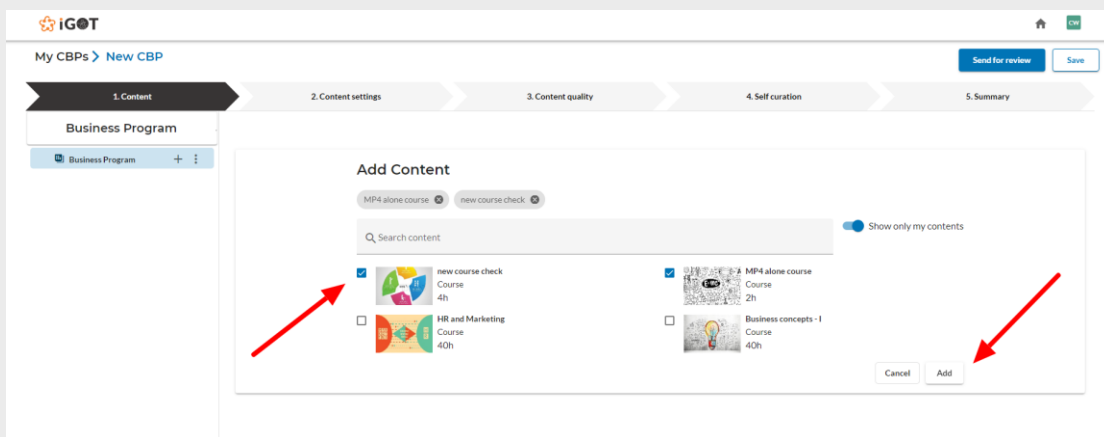 iGOT
CW
My CBPs New CBP
Send for review
Save
1. Content
2. Content settings
3. Content quality
4. Self curation
5. Summary
Business Program
Business Program
Add Content
MP4 alone course
new course check
Search content
Show only my contents
new course check
Course
4h
MP4 alone course
Course
2h
HR and Marketing
Course
40h
Business concepts - I
Course
40h
Cancel
Add